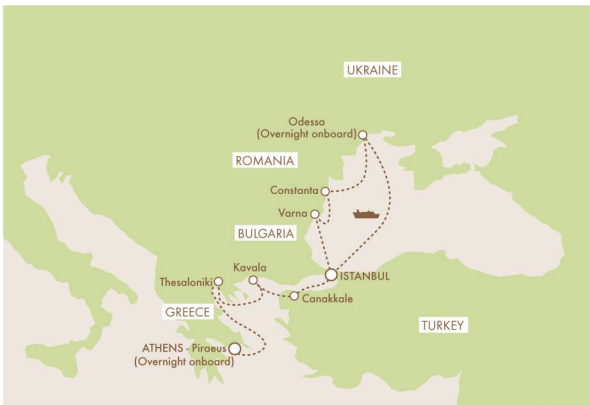 UKRAINE
Odessa
(Overnight onboard)
ROMANIA
Constanta
Varna
BULGARIA
ISTANBUL
Kavala
Thesaloniki
Canakkale
GREECE
TURKEY
ATHENS - Piraeus
(Overnight onboard)